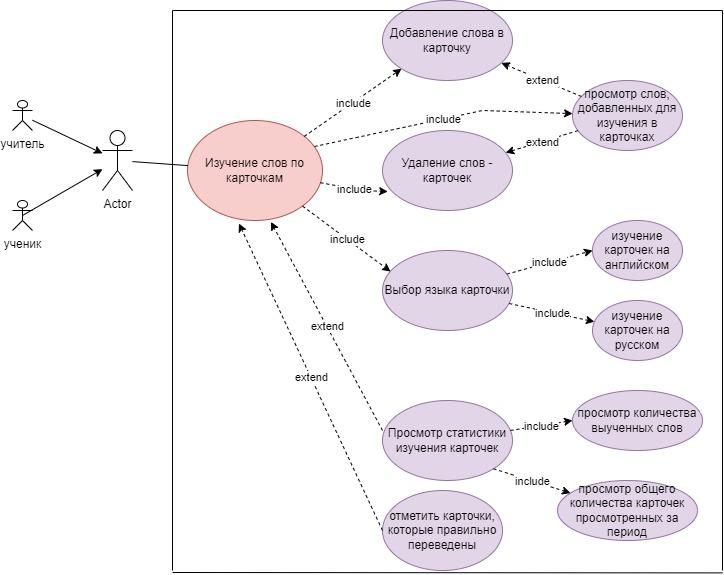 Добавление слова в
карточку
extend
просмотр слов,
добавленных для
изучения в
карточках
include
include
учитель
extend
Изучение слов по
карточкам
Удаление слов -
карточек
include
Actor
ученик
include
изучение
карточек на
английском
include
Выбор языка карточки
include
изучение
карточек на
русском
extend
extend
просмотр количества
выученных слов
include
Просмотр статистики
изучения карточек
include
просмотр общего
количества карточек
просмотренных за
период
отметить карточки,
которые правильно
переведены